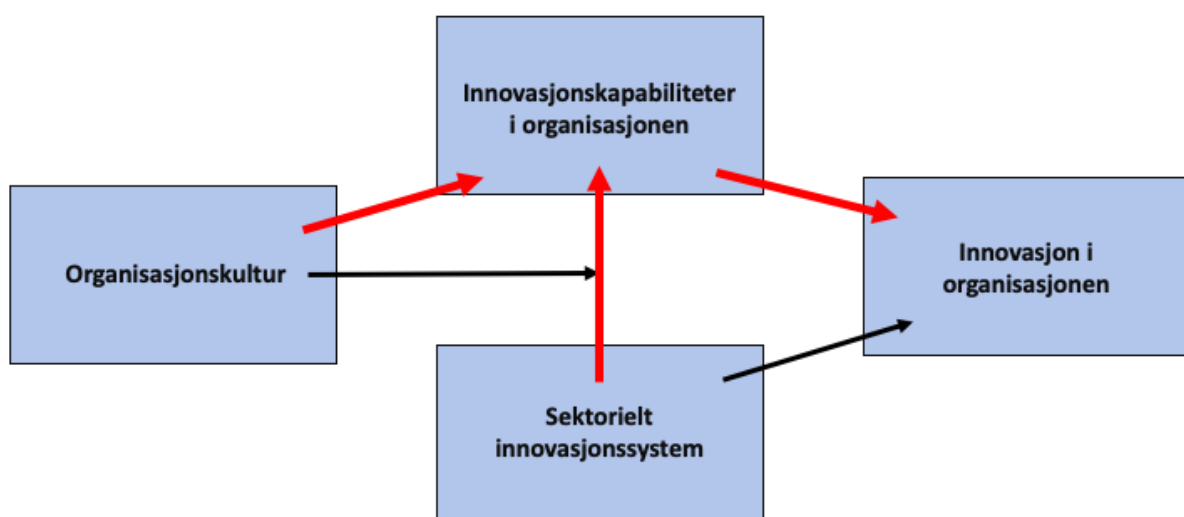 Innovasjonskapabiliteter
i organisasjonen
Organisasjonskultur
Innovasjon i
organisasjonen
Sektorielt
innovasjonssystem